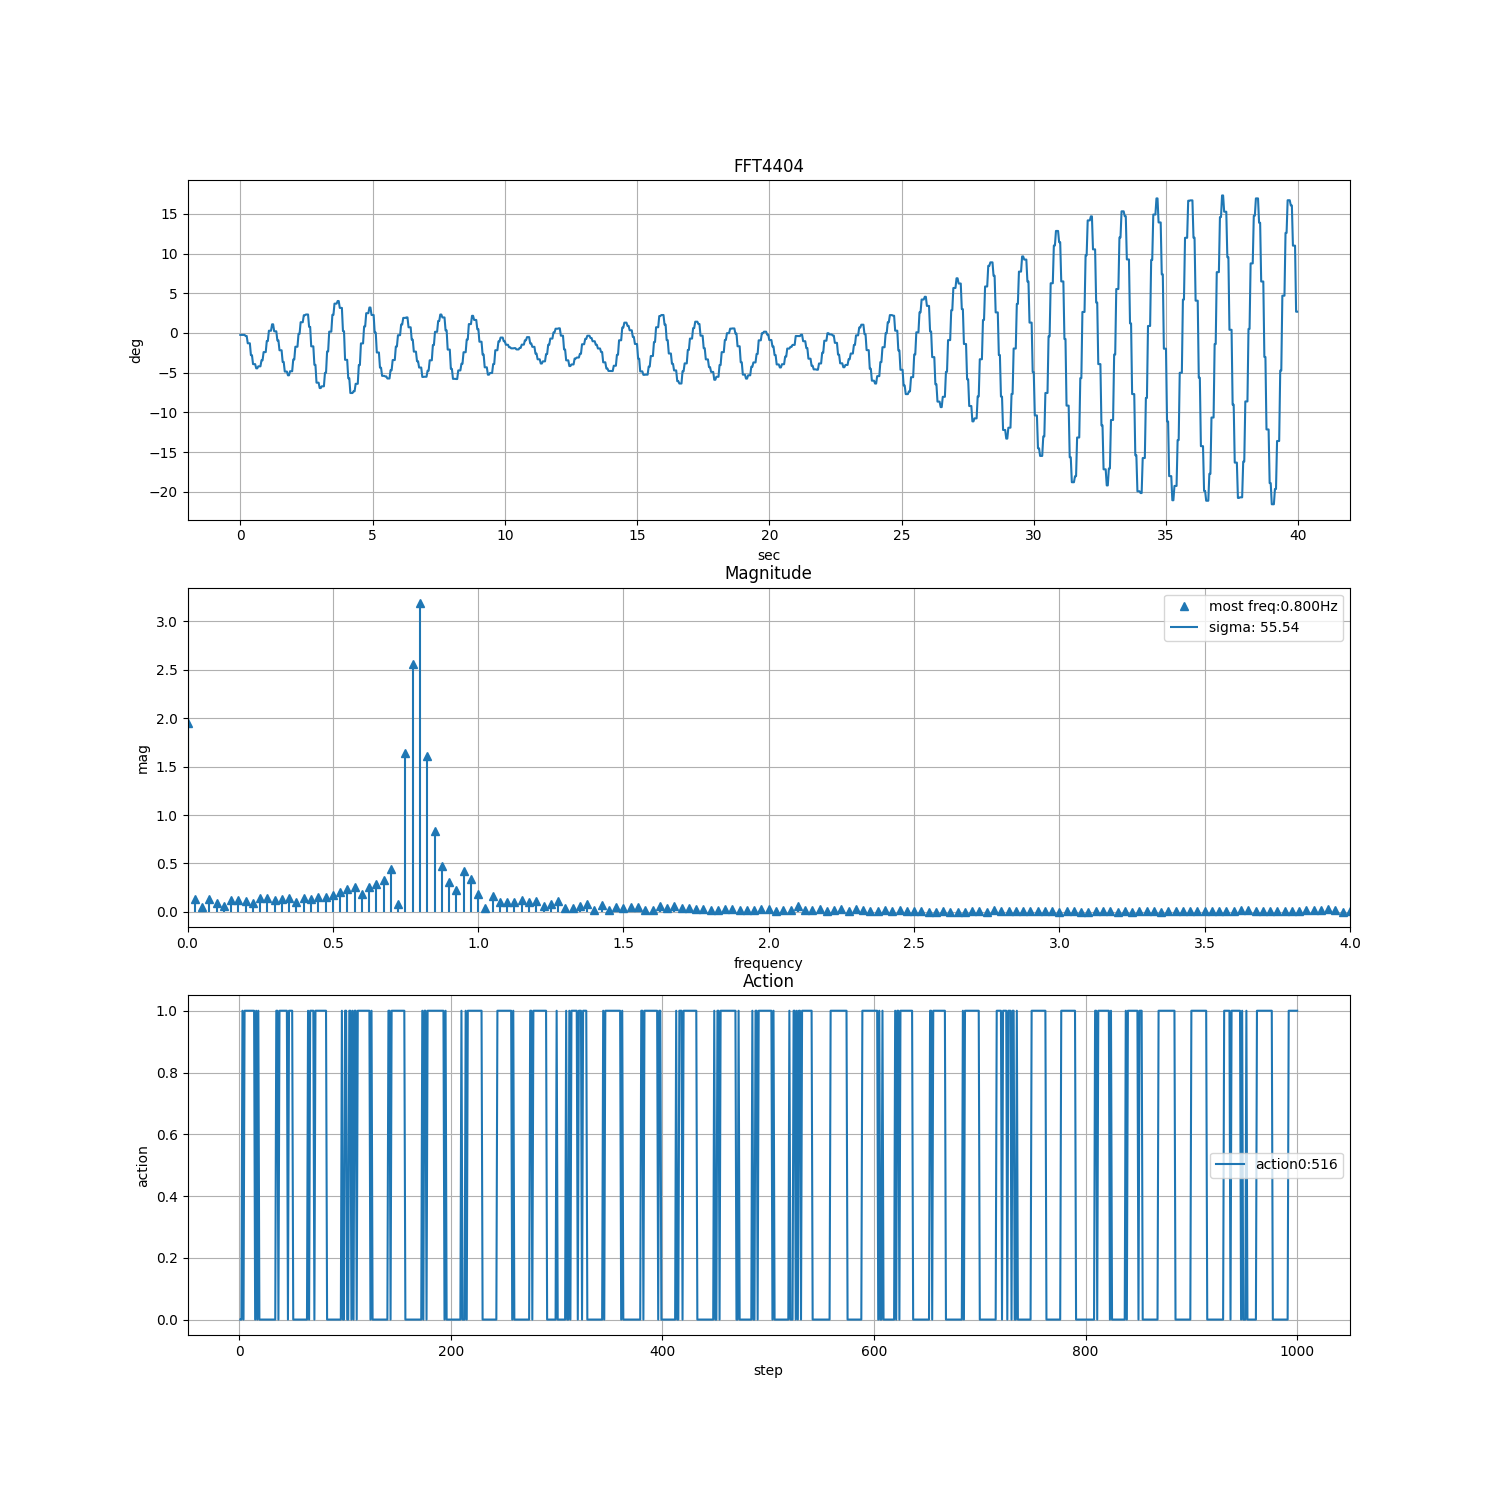 FFT4404
15
10
5
0
−5
−10
−15
−20
deg
0 5 10 15 20 25 30 35 40
sec
Magnitude
most freq:0.800Hz
sigma: 55.54
3.0
2.5
2.0
1.5
1.0
0.5
0.0
mag
0.0 0.5 1.0 1.5 2.0 2.5 3.0 3.5 4.0
frequency
Action
1.0
0.8
0.6
0.4
0.2
0.0
action
action0:516
0 200 400 600 800 1000
step